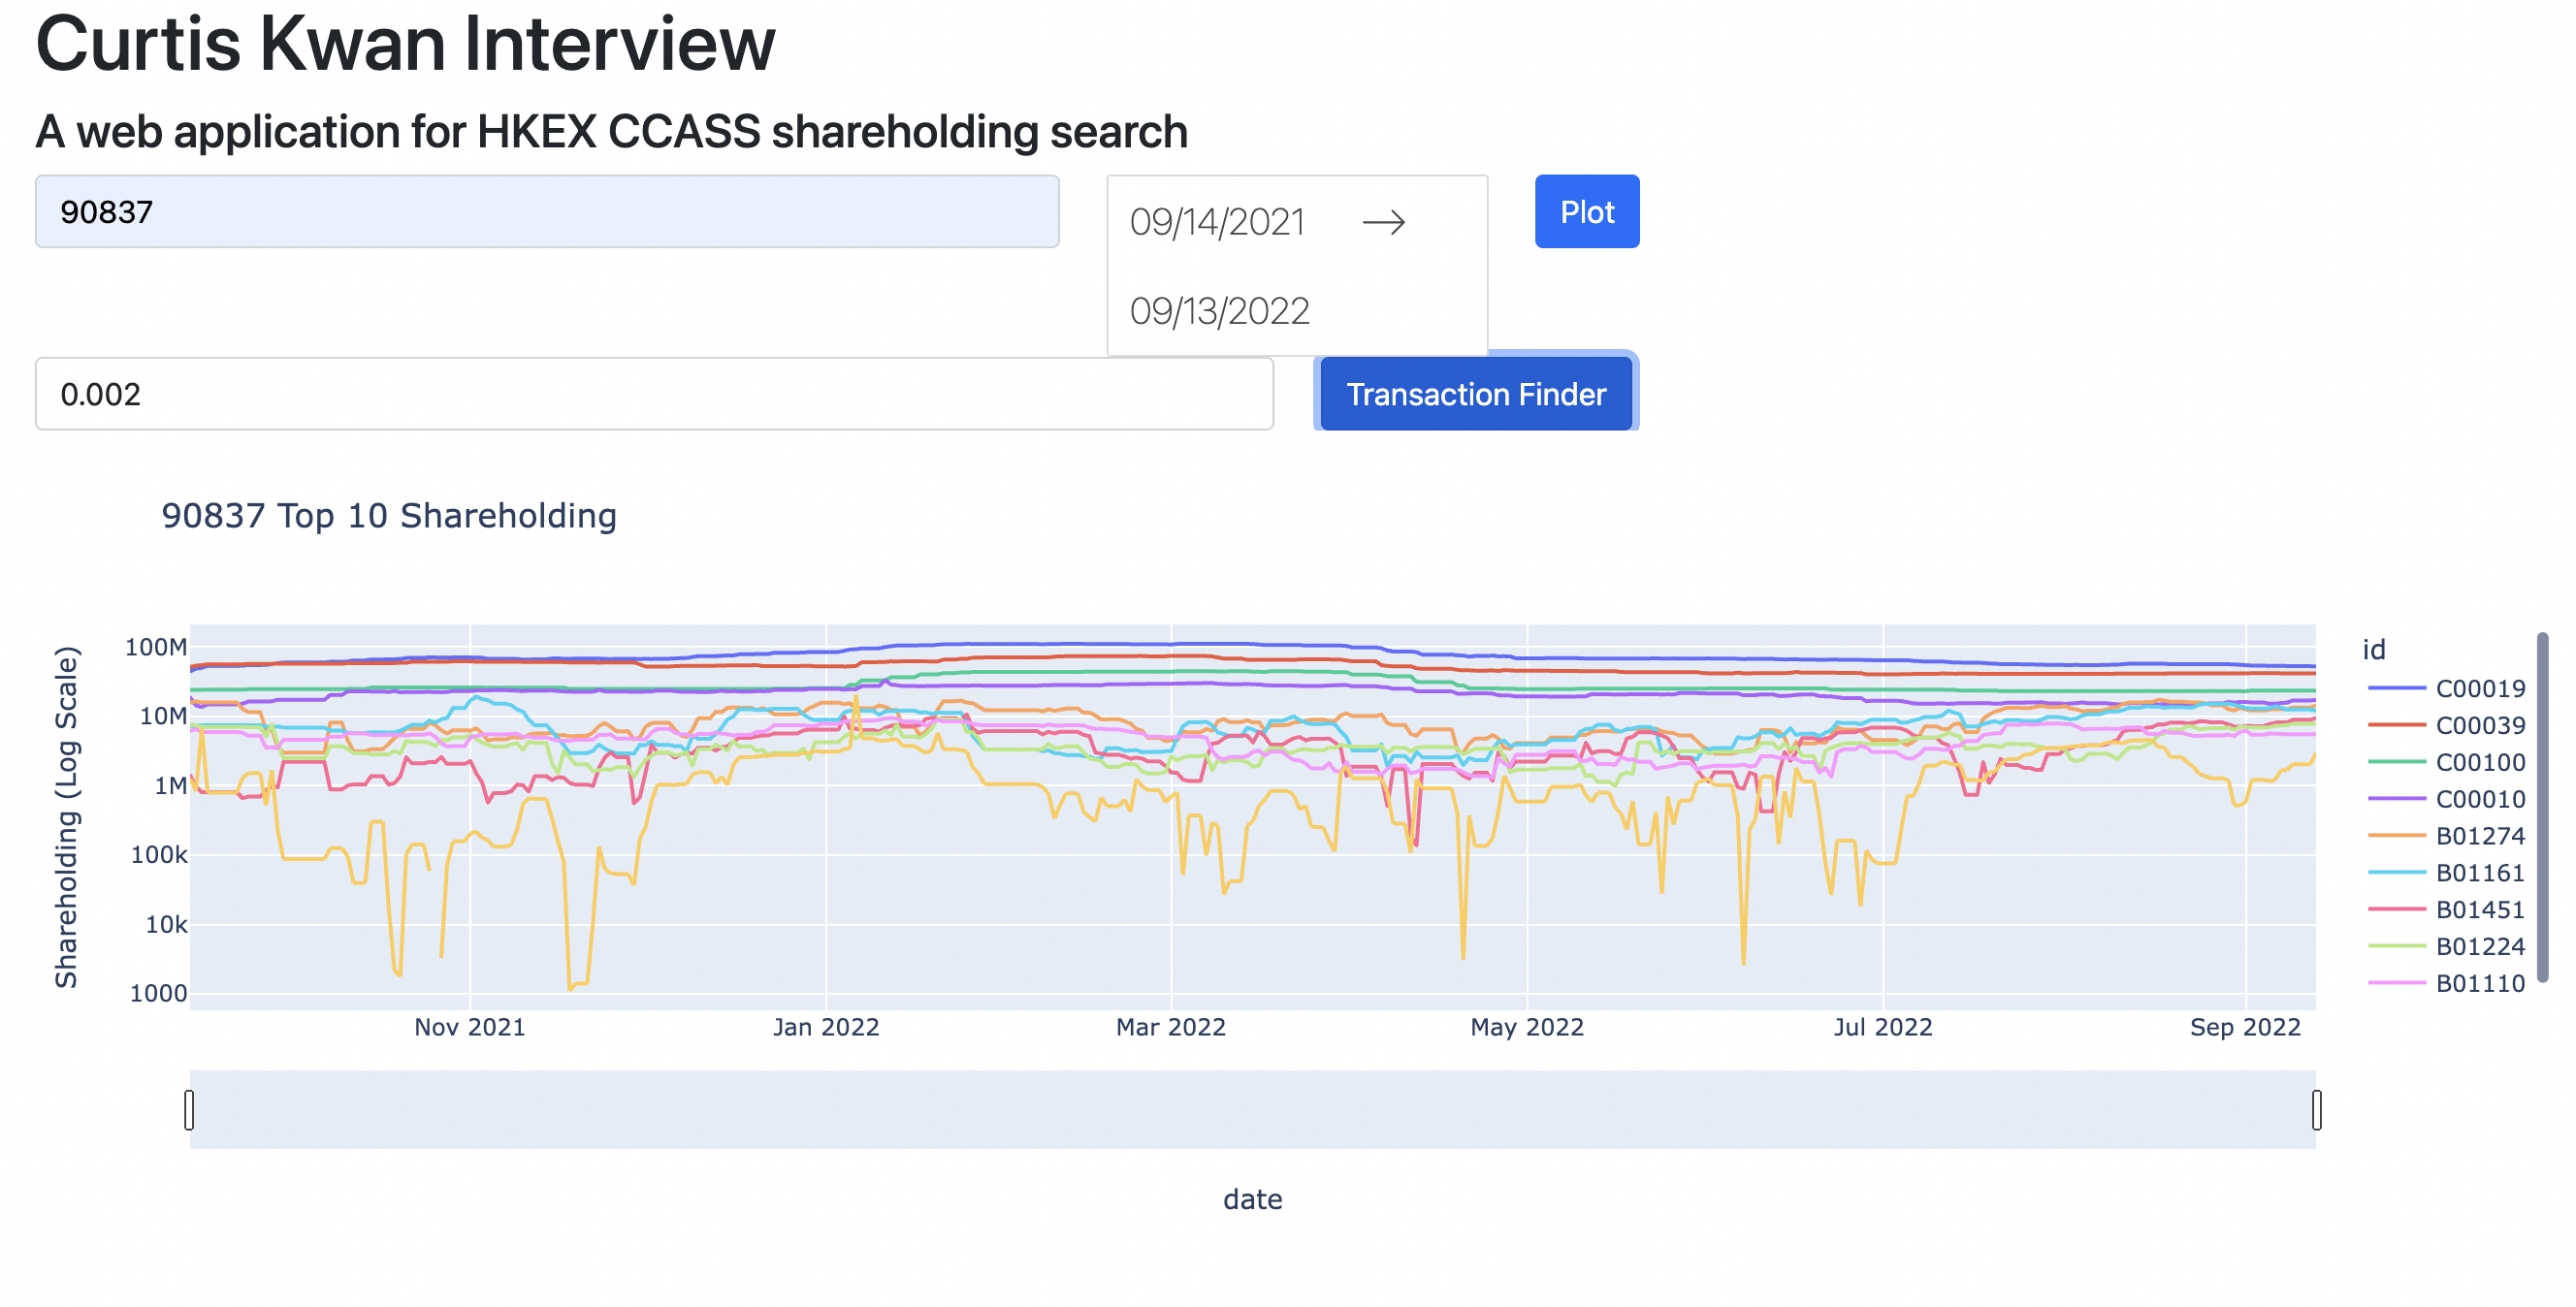 Curtis Kwan Interview
A web application for HKEX CCASS shareholding search
90837
09/14/2021 →
09/13/2022
Plot
0.002
Transaction Finder
90837 Top 10 Shareholding
Shareholding (Log Scale)
100M
10M
1M
100k
10k
1000
Nov 2021
Jan 2022
Mar 2022
May 2022
Jul 2022
Sep 2022
date
id
C00019
C00039
C00100
C00010
B01274
B01161
B01451
B01224
B01110